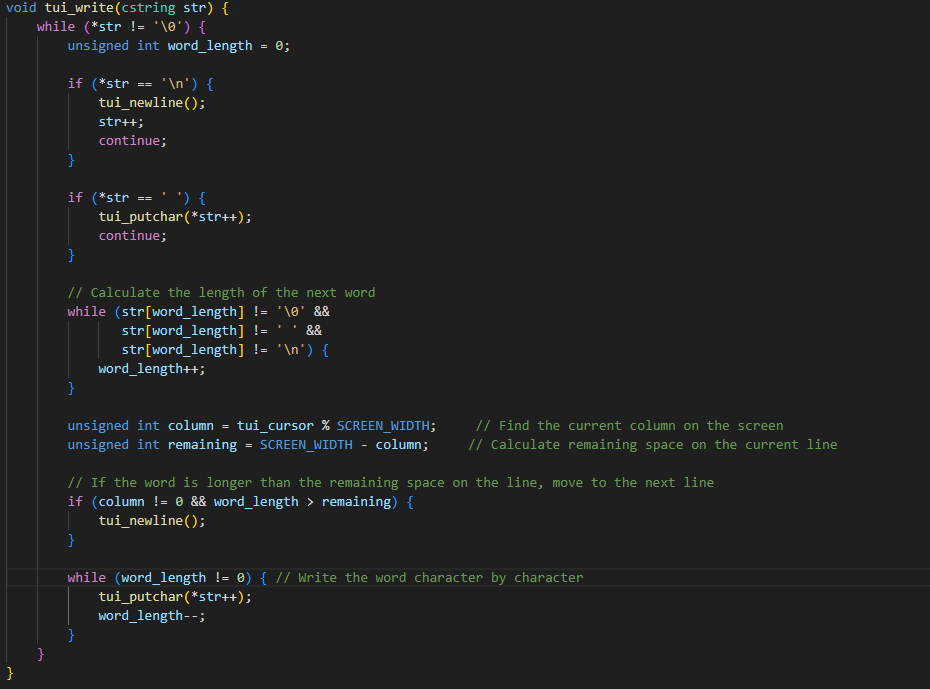 void tui_write(cstring str) {
    while (*str != '\0') {
        unsigned int word_length = 0;

        if (*str == '\n') {
            tui_newline();
            str++;
            continue;
        }

        if (*str == ' ') {
            tui_putchar(*str++);
            continue;
        }

        // Calculate the length of the next word
        while (str[word_length] != '\0' &&
               str[word_length] != ' ' &&
               str[word_length] != '\n') {
            word_length++;
        }

        unsigned int column = tui_cursor % SCREEN_WIDTH;     // Find the current column on the screen
        unsigned int remaining = SCREEN_WIDTH - column;     // Calculate remaining space on the current line

        // If the word is longer than the remaining space on the line, move to the next line
        if (column != 0 && word_length > remaining) {
            tui_newline();
        }

        while (word_length != 0) { // Write the word character by character
            tui_putchar(*str++);
            word_length--;
        }
    }
}